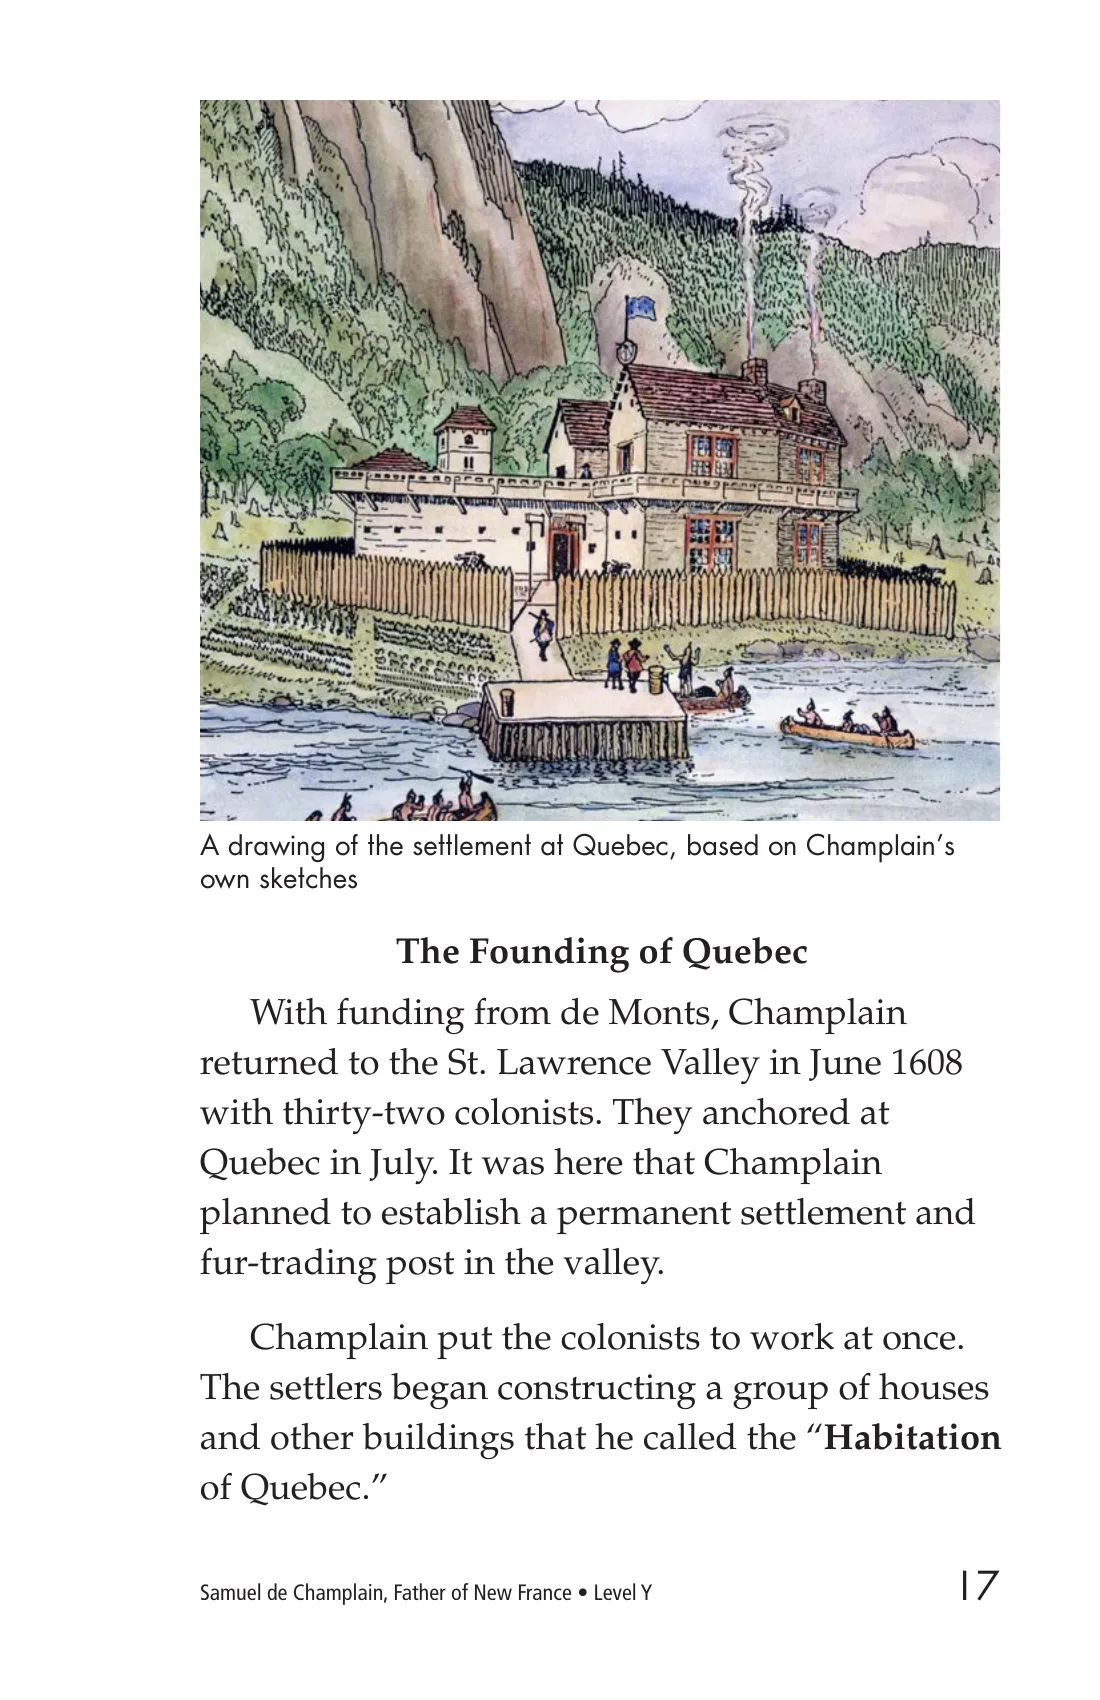 A drawing of the settlement at Quebec, based on Champlain’s
own sketches
The Founding of Quebec
With funding from de Monts, Champlain
returned to the St. Lawrence Valley in June 1608
with thirty-two colonists. They anchored at
Quebec in July. It was here that Champlain
planned to establish a permanent settlement and
fur-trading post in the valley.
Champlain put the colonists to work at once.
The settlers began constructing a group of houses
and other buildings that he called the “Habitation
of Quebec.”
Samuel de Champlain, Father of New France • Level Y
17